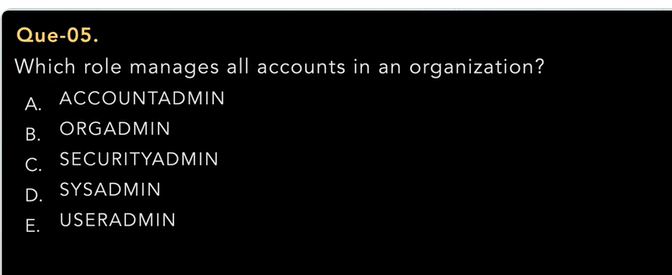 Que-05.
Which role manages all accounts in an organization?
A. ACCOUNTADMIN
B. ORGADMIN
C. SECURITYADMIN
D. SYSADMIN
E. USERADMIN